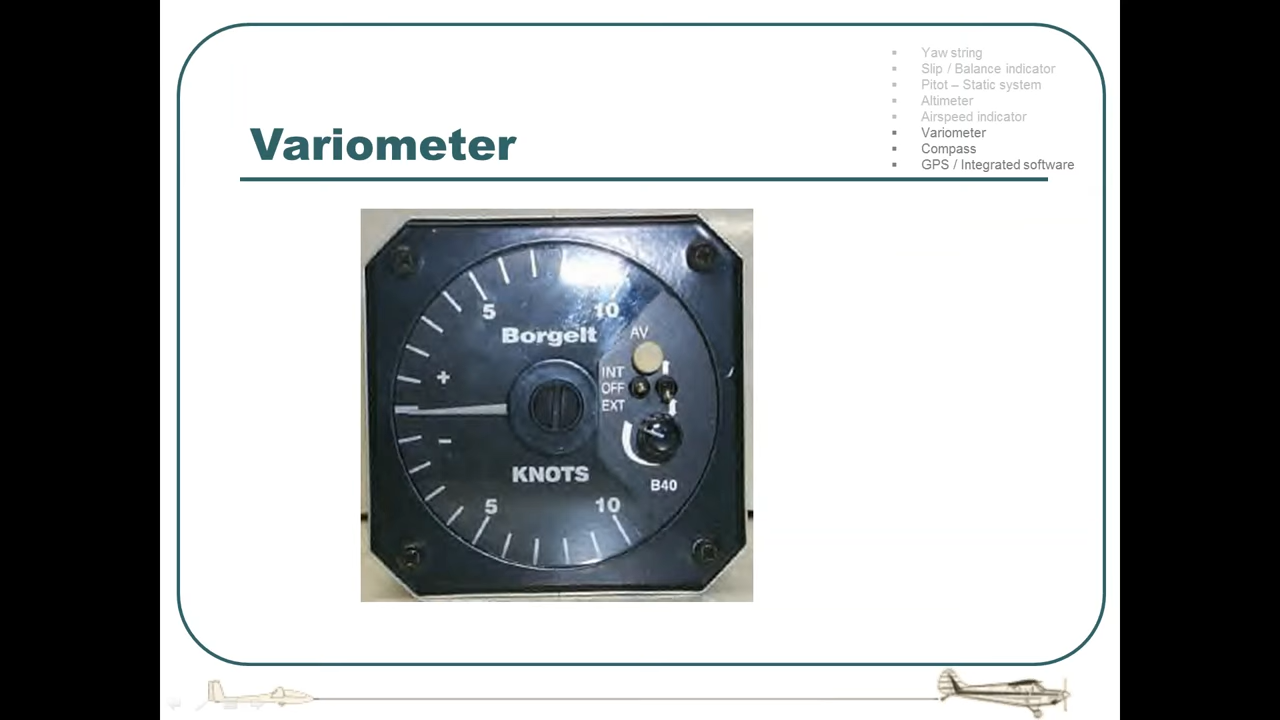 Yaw string
Slip / Balance indicator
Pitot – Static system
Altimeter
Airspeed indicator
Variometer
Compass
GPS / Integrated software
Variometer
5
10
Borgelt
AV
+
INT
OFF
EXT
-
KNOTS
B40
5
10